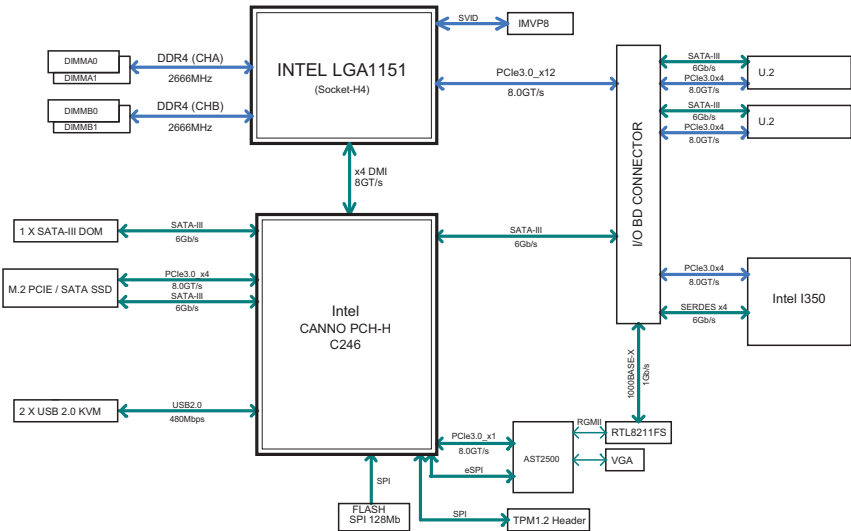 SVID
IMVP8
DIMMA0
DIMMA1
DDR4 (CHA)
2666MHz
DIMMB0
DIMMB1
DDR4 (CHB)
2666MHz
INTEL LGA1151
(Socket-H4)
PCIe3.0_x12
8.0GT/s
SATA-III
6Gb/s
PCIe3.0x4
8.0GT/s
U.2
SATA-III
6Gb/s
PCIe3.0x4
8.0GT/s
U.2
x4 DMI
8GT/s
I/O BD CONNECTOR
1 X SATA-III DOM
SATA-III
6Gb/s
SATA-III
6Gb/s
M.2 PCIE / SATA SSD
PCIe3.0_x4
8.0GT/s
SATA-III
6Gb/s
Intel
CANNO PCH-H
C246
PCIe3.0x4
8.0GT/s
SERDES x4
6Gb/s
Intel I350
1000BASE-X
1Gb/s
2 X USB 2.0 KVM
USB2.0
480Mbps
PCIe3.0_x1
8.0GT/s
eSPI
AST2500
RGMII
RTL8211FS
VGA
SPI
FLASH
SPI 128Mb
SPI
TPM1.2 Header